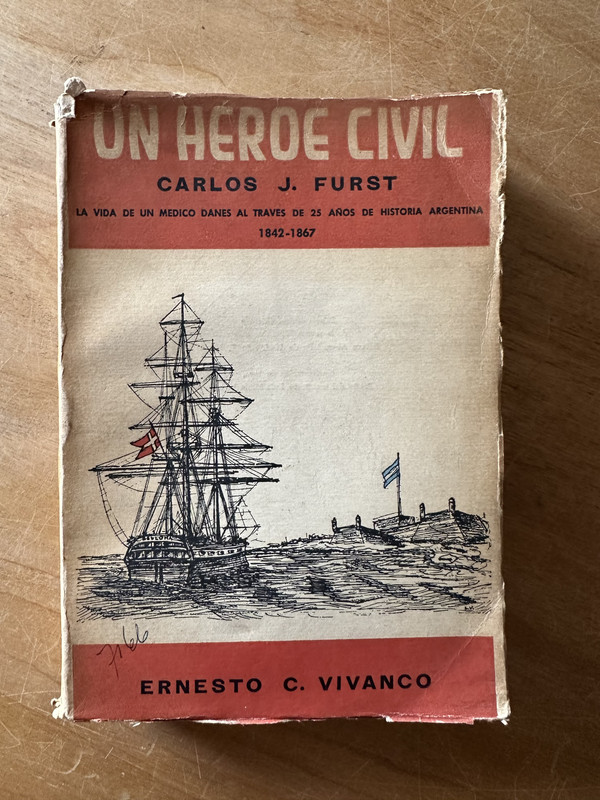 UN HEROE CIVIL
CARLOS J. FURST
LA VIDA DE UN MEDICO DANES AL TRAVES DE 25 AÑOS DE HISTORIA ARGENTINA
1842-1867
ERNESTO C. VIVANCO